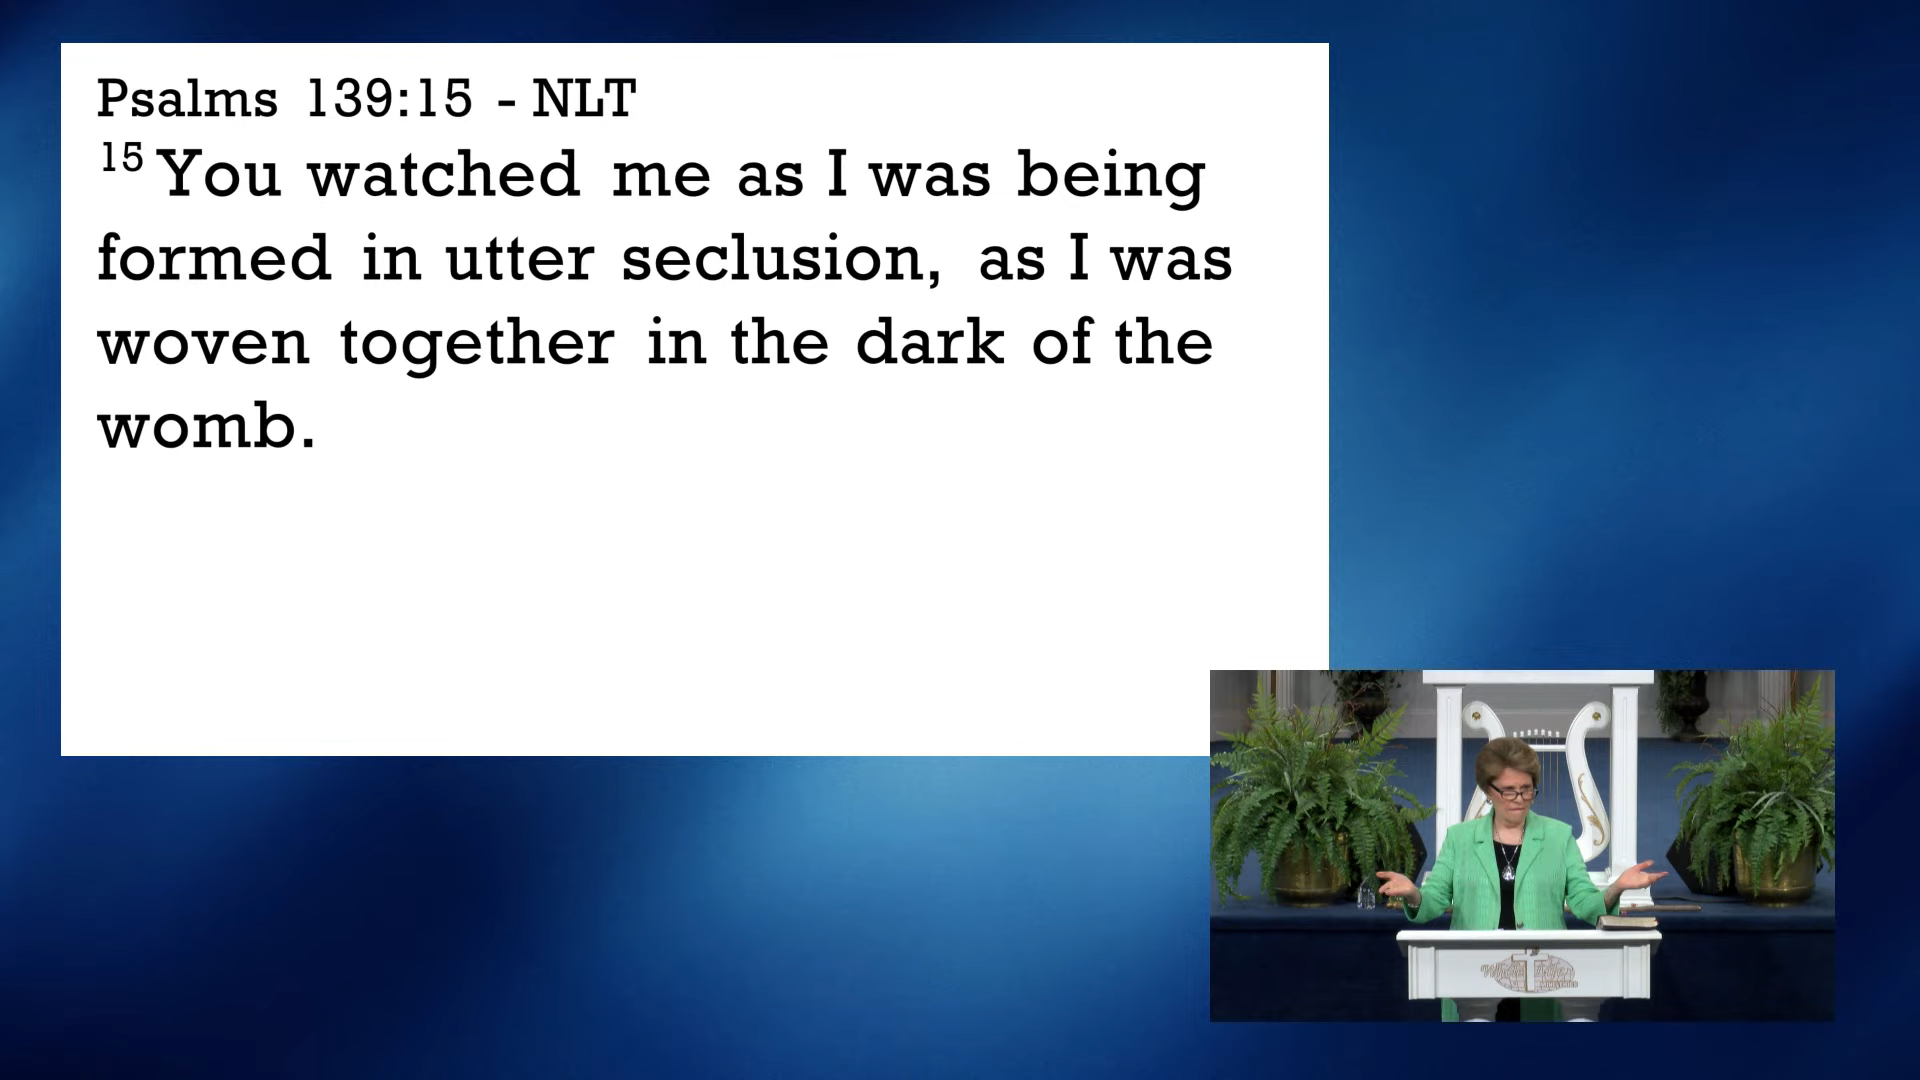 Psalms 139:15 - NLT
15 You watched me as I was being
formed in utter seclusion, as I was
woven together in the dark of the
womb.